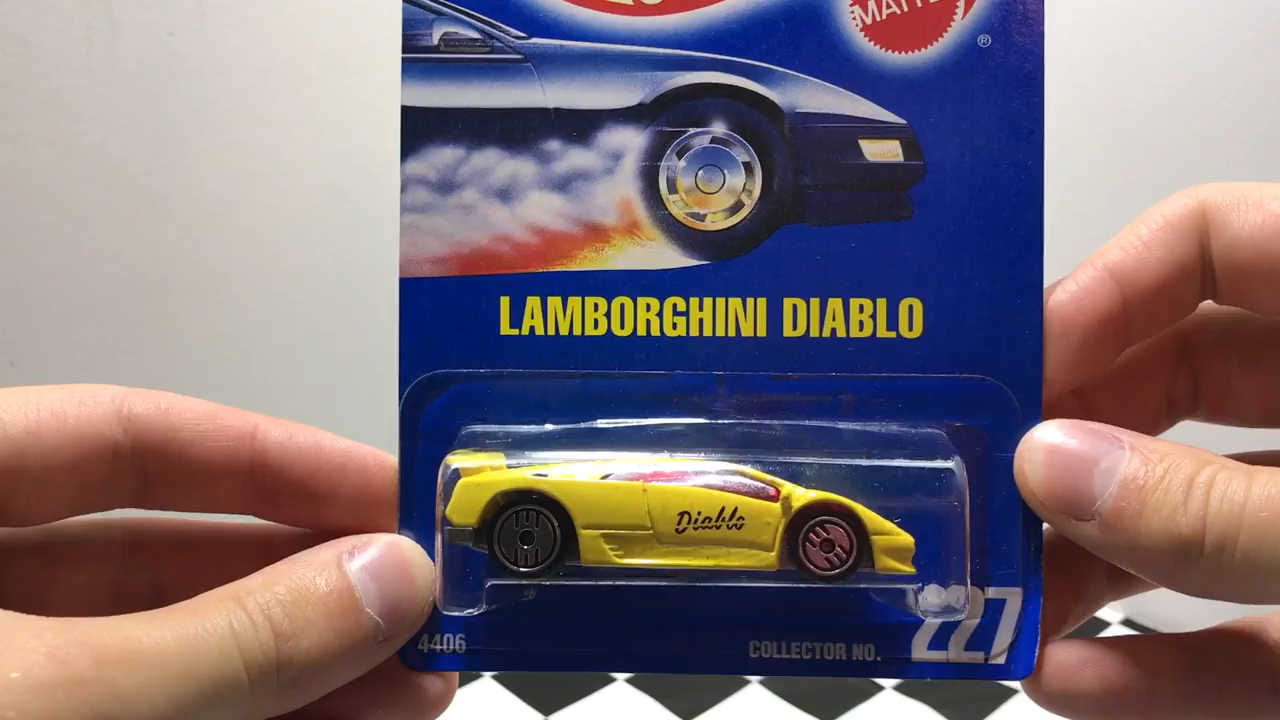 MATTEL
®
LAMBORGHINI DIABLO
Diablo
4406
COLLECTOR NO. 227